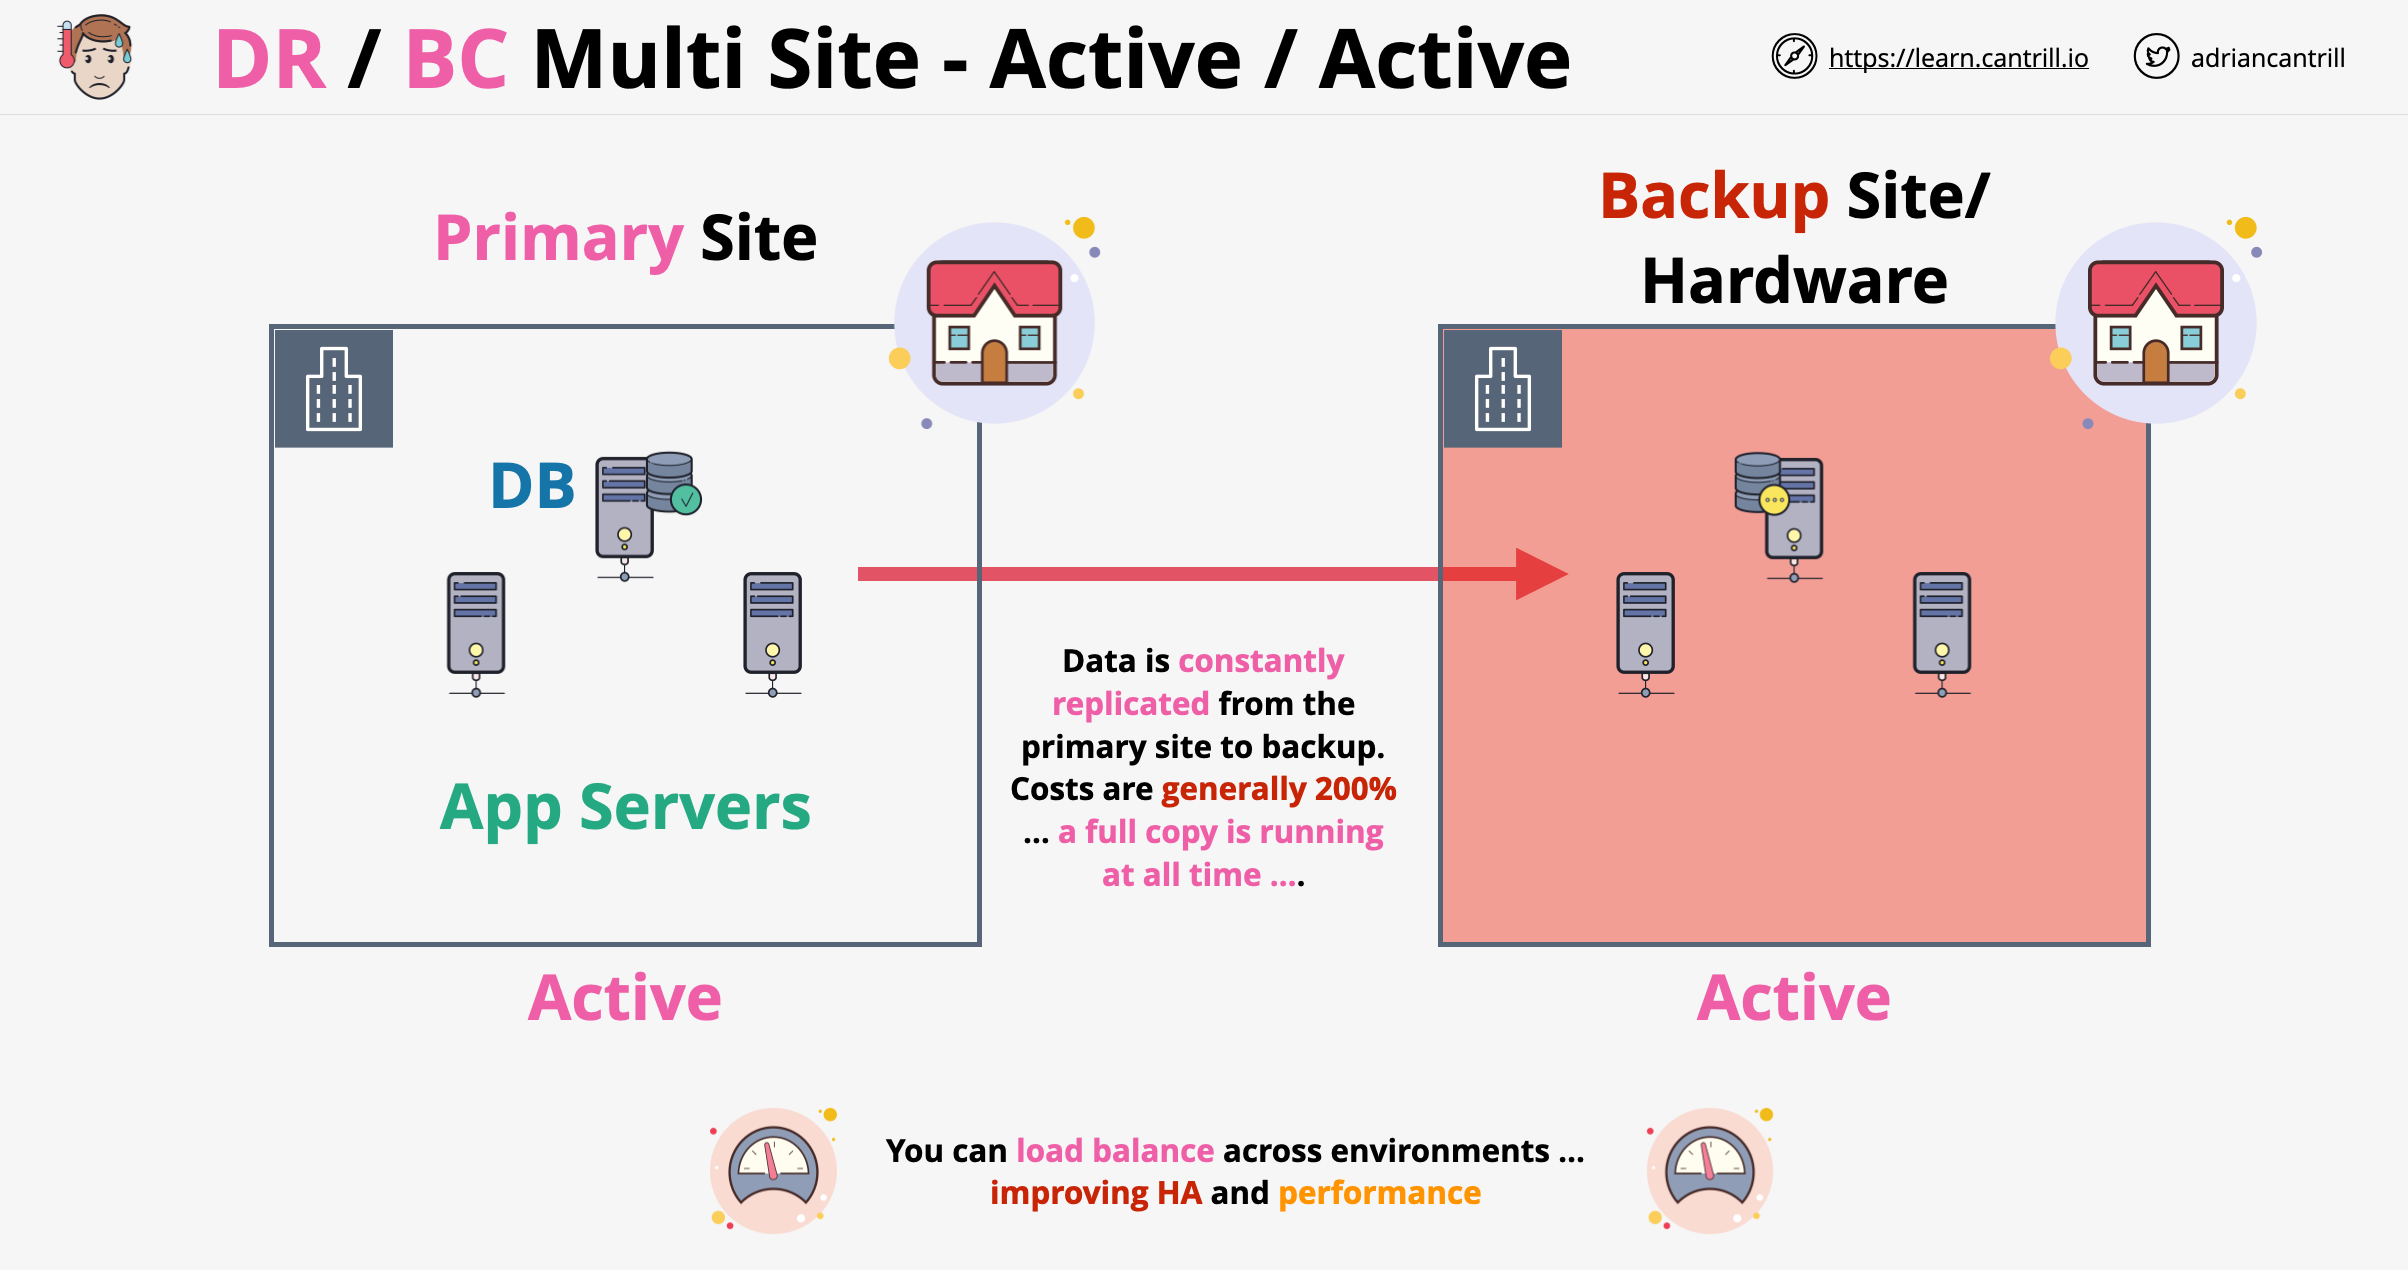 DR / BC Multi Site - Active / Active
https://learn.cantrill.io
adriancantrill
Primary Site
Backup Site/
Hardware
DB
App Servers
Data is constantly
replicated from the
primary site to backup.
Costs are generally 200%
... a full copy is running
at all time ....
Active
Active
You can load balance across environments ...
improving HA and performance